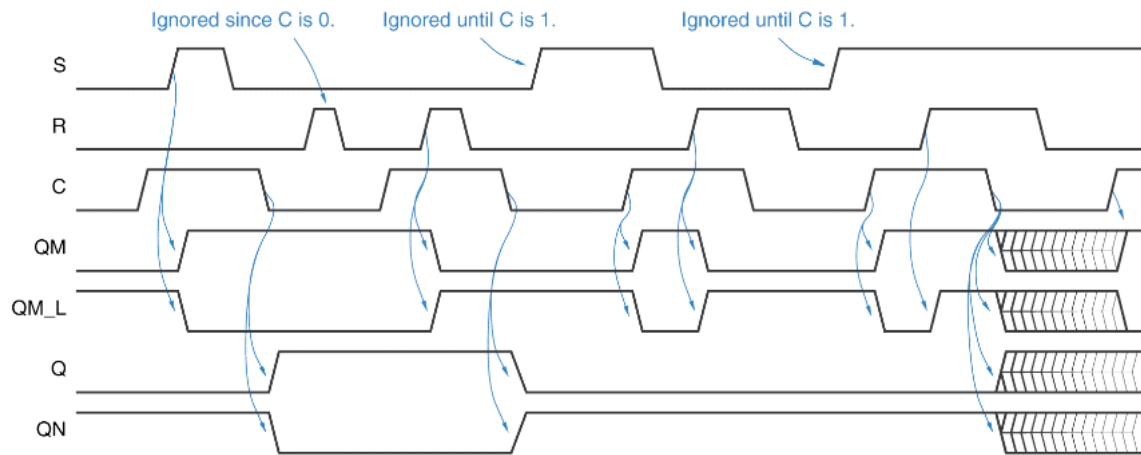 Ignored since C is 0.
Ignored until C is 1.
Ignored until C is 1.
S
R
C
QM
QM_L
Q
QN